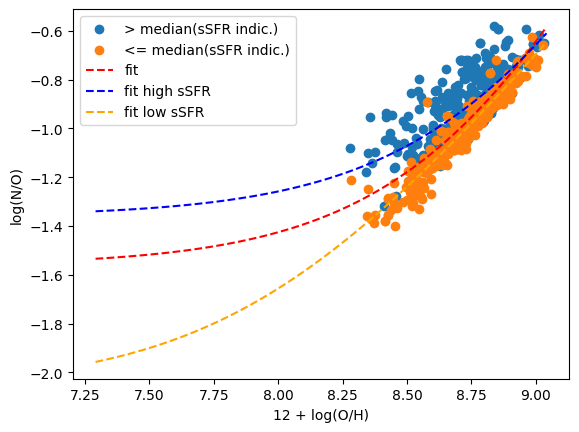 > median(sSFR indic.)
<= median(sSFR indic.)
fit
fit high sSFR
fit low sSFR
log(N/O)
−0.6
−0.8
−1.0
−1.2
−1.4
−1.6
−1.8
−2.0
7.25 7.50 7.75 8.00 8.25 8.50 8.75 9.00
12 + log(O/H)